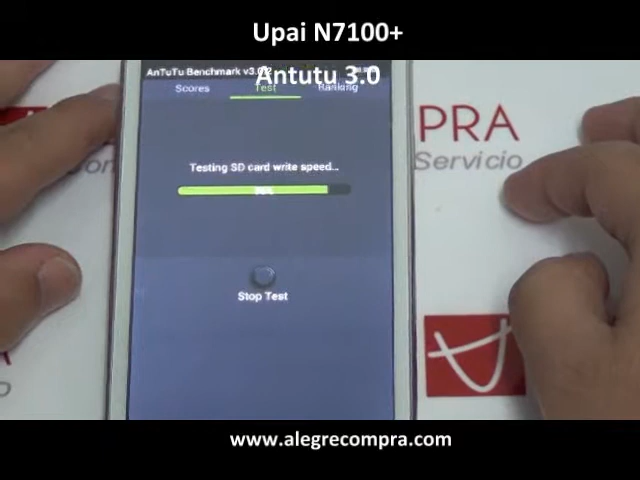 Upai N7100+
AnTuTu Benchmark
Antutu 3.0
Scores Test Ranking
PRA
Servicio
Testing SD card write speed...
Stop Test
www.alegrecompra.com